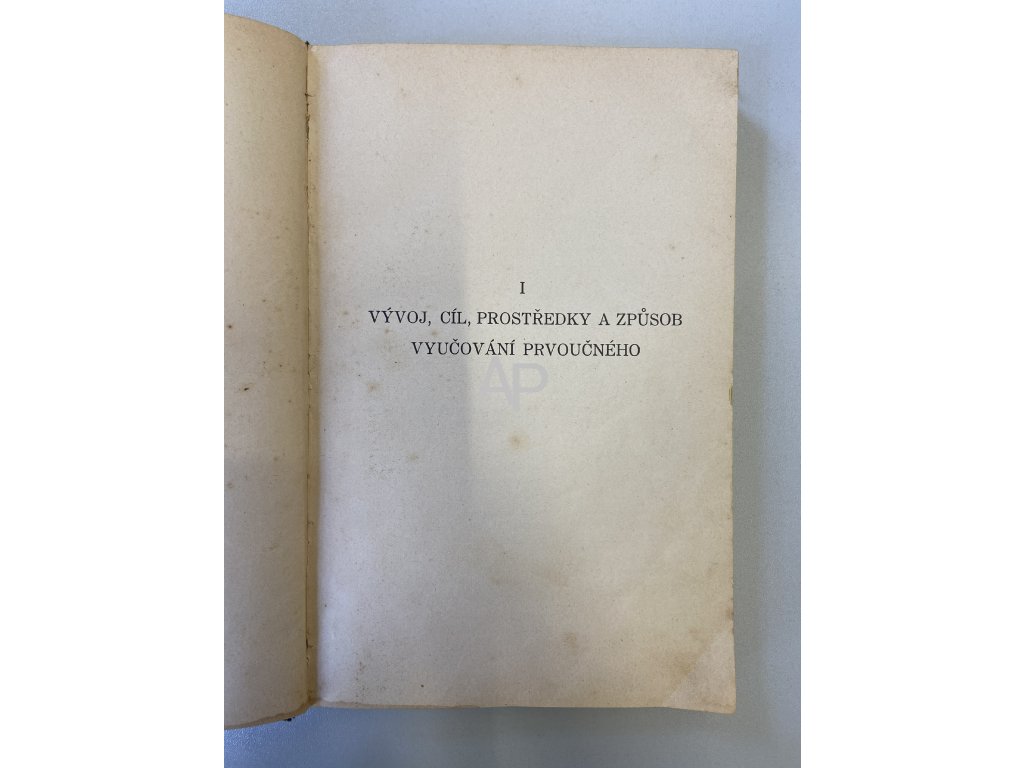 I
VÝVOJ, CÍL, PROSTŘEDKY A ZPŮSOB
VYUČOVÁNÍ PRVOUČNÉHO
AP